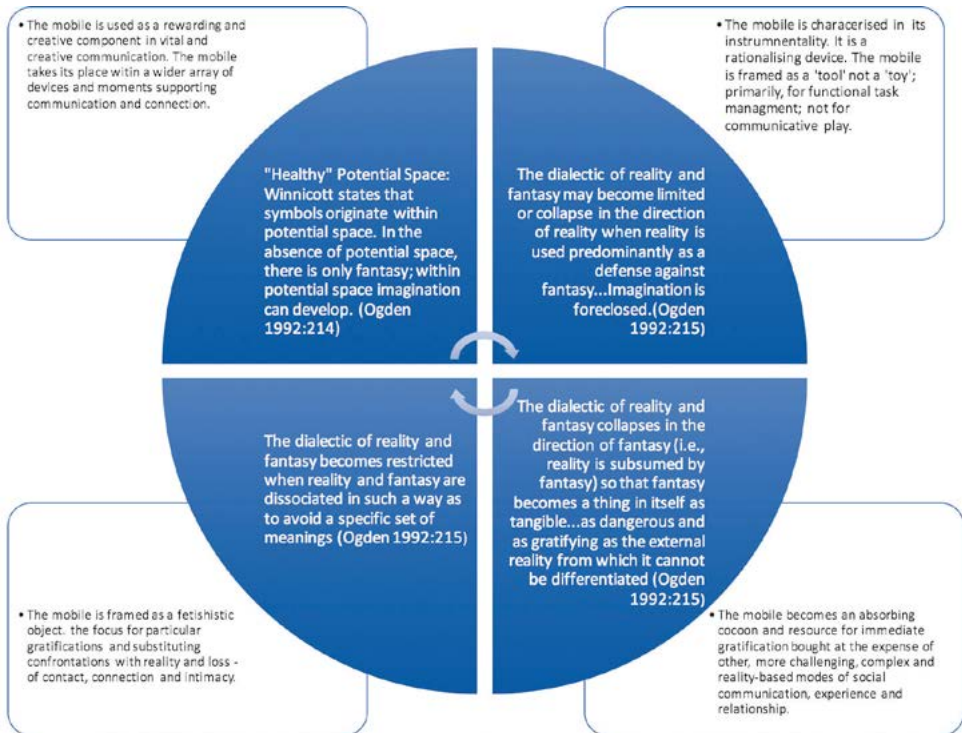 • The mobile is used as a rewarding and
creative component in vital and
creative communication. The mobile
takes its place within a wider array of
devices and moments supporting
communication and connection.
• The mobile is characerised in its
instrumnentality. It is a
rationalising device. The mobile
is framed as a 'tool' not a 'toy';
primarily, for functional task
managment; not for
communicative play.
"Healthy" Potential Space:
Winnicott states that
symbols originate within
potential space. In the
absence of potential space,
there is only fantasy; within
potential space imagination
can develop. (Ogden
1992:214)
The dialectic of reality and
fantasy may become limited
or collapse in the direction
of reality when reality is
used predominantly as a
defense against
fantasy...Imagination is
foreclosed.(Ogden
1992:215)
The dialectic of reality and
fantasy becomes restricted
when reality and fantasy are
dissociated in such a way as
to avoid a specific set of
meanings (Ogden 1992:215)
The dialectic of reality and
fantasy collapses in the
direction of fantasy (i.e.,
reality is subsumed by
fantasy) so that fantasy
becomes a thing in itself as
tangible...as dangerous and
as gratifying as the external
reality from which it cannot
be differentiated (Ogden
1992:215)
• The mobile is framed as a fetishistic
object. the focus for particular
gratifications and substituting
confrontations with reality and loss -
of contact, connection and intimacy.
• The mobile becomes an absorbing
cocoon and resource for immediate
gratification bought at the expense of
other, more challenging, complex and
reality-based modes of social
communication, experience and
relationship.